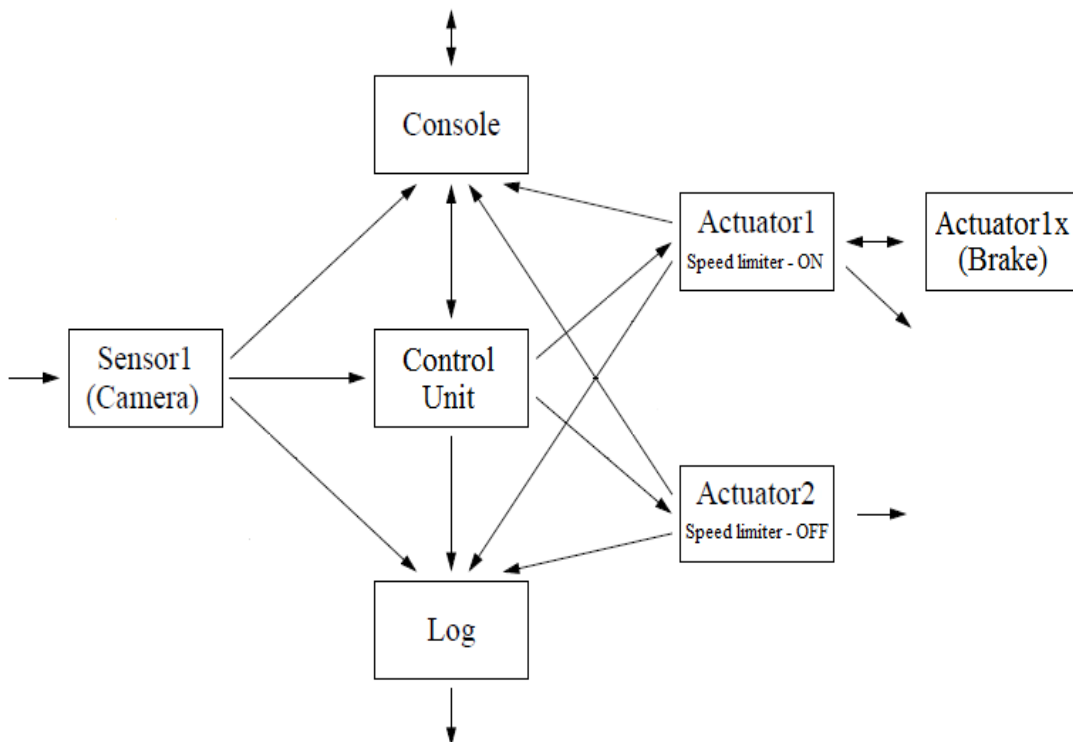 Console
Actuator1
Speed limiter - ON
Actuator1x
(Brake)
Sensor1
(Camera)
Control
Unit
Actuator2
Speed limiter - OFF
Log